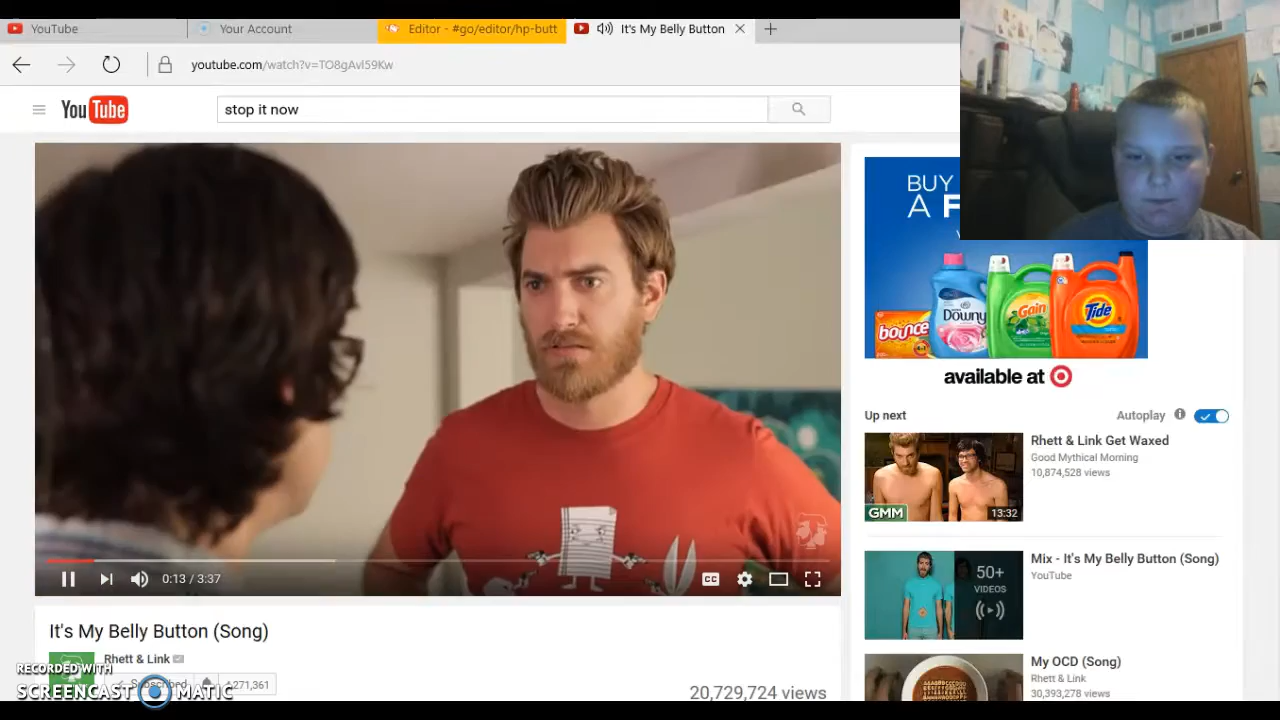 YouTube
Your Account
Editor - #go/editor/hp-butt
It's My Belly Button
youtube.com/watch?v=TO8gAvl59Kw
YouTube
stop it now
BUY
A F
bounce
Downy
Gain
Tide
available at
Up next
Autoplay
Rhett & Link Get Waxed
Good Mythical Morning
10,874,528 views
GMM
13:32
0:13 / 3:37
CC
Mix - It's My Belly Button (Song)
YouTube
50+
VIDEOS
It's My Belly Button (Song)
Rhett & Link
Subscribed
4,271,361
20,729,724 views
My OCD (Song)
Rhett & Link
30,393,278 views
RECORDED WITH
SCREENCAST MATIC